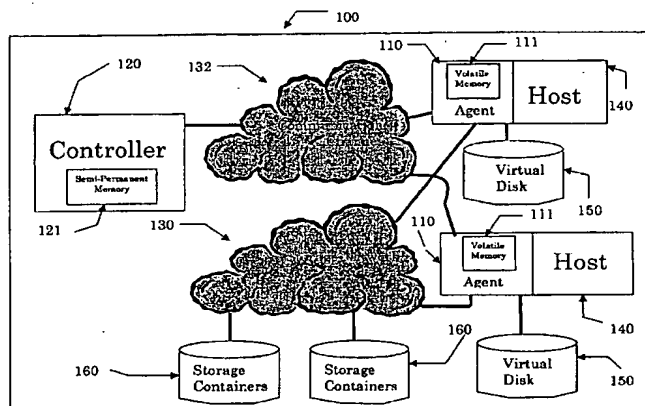 100
110
111
120
132
Volatile
Memory
Agent
Host
140
Controller
Semi-Permanent
Memory
121
Virtual
Disk
150
130
110
111
Volatile
Memory
Agent
Host
140
160
Storage
Containers
Storage
Containers
160
Virtual
Disk
150